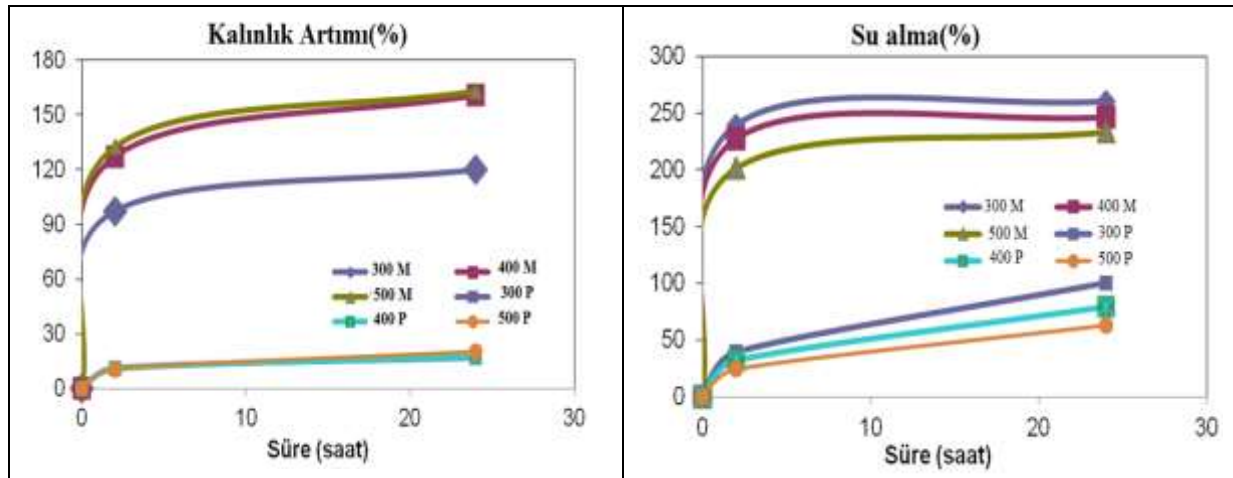 Kalınlık Artımı(%)
180
150
120
90
60
30
0
0 10 20 30
Süre (saat)
300 M 400 M
500 M 300 P
400 P 500 P
Su alma(%)
300
250
200
150
100
50
0
0 10 20 30
Süre (saat)
300 M 400 M
500 M 300 P
400 P 500 P